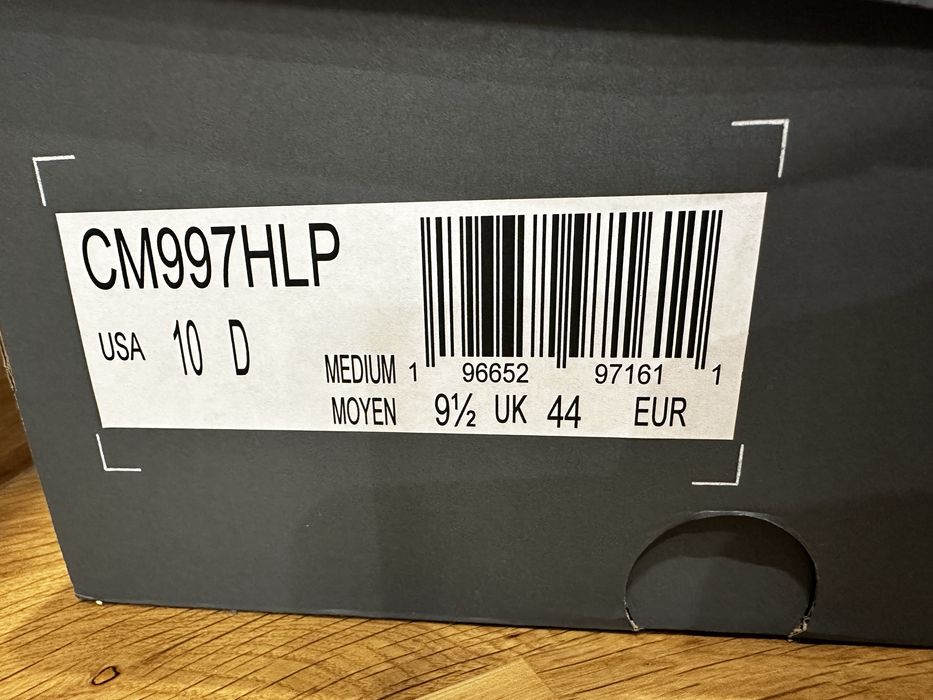 CM997HLP
USA 10 D
MEDIUM 1 96652 97161 1
MOYEN 9½ UK 44 EUR